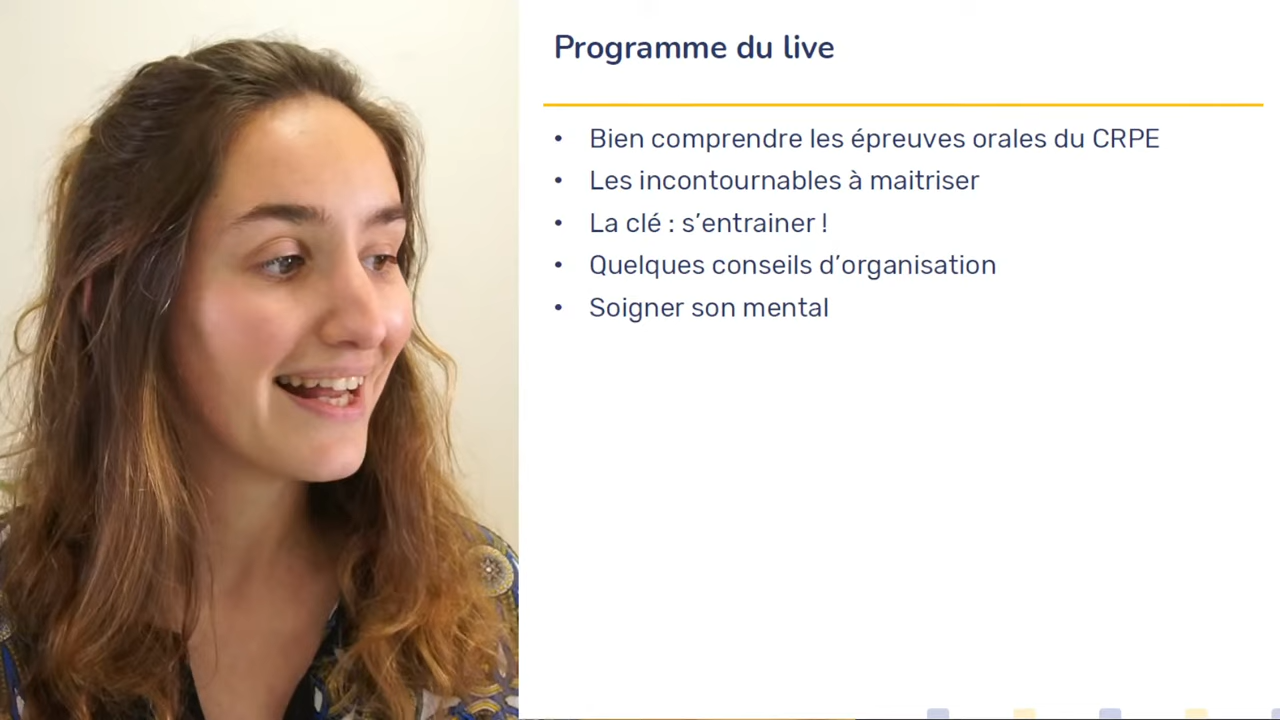 Programme du live
• Bien comprendre les épreuves orales du CRPE
• Les incontournables à maitriser
• La clé : s’entrainer !
• Quelques conseils d’organisation
• Soigner son mental